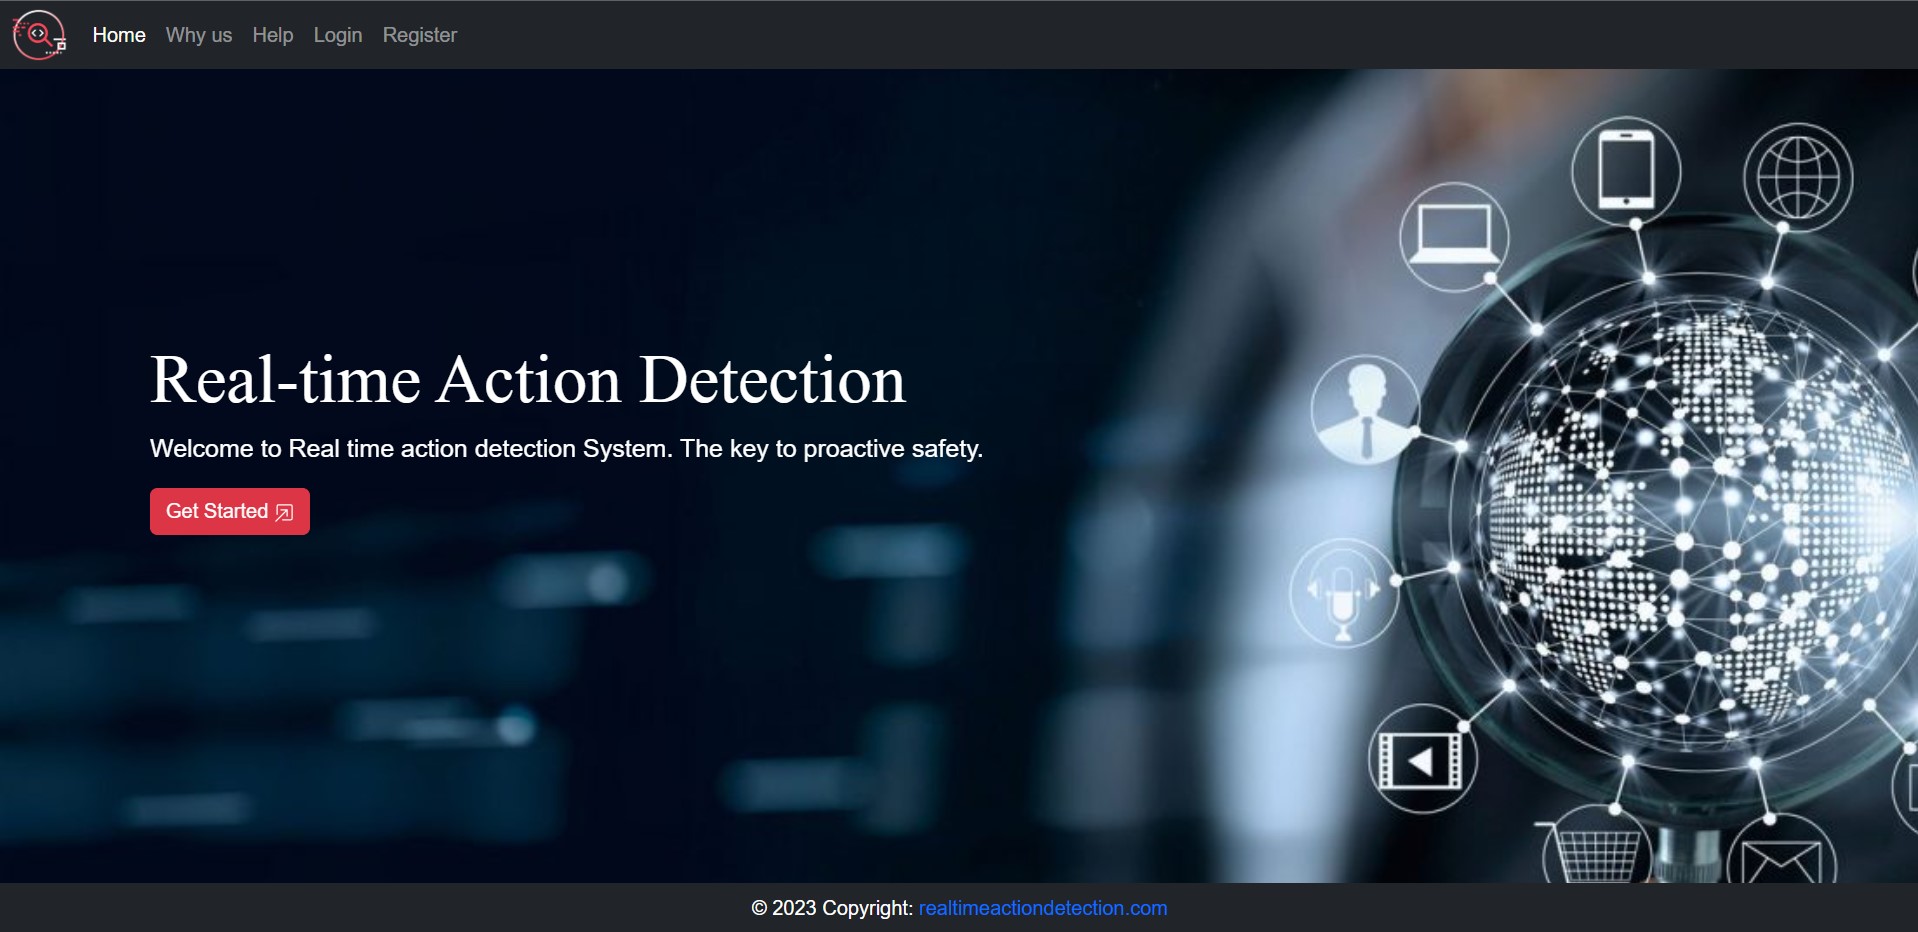 Home Why us Help Login Register
Real-time Action Detection
Welcome to Real time action detection System. The key to proactive safety.
Get Started
© 2023 Copyright: realtimeactiondetection.com